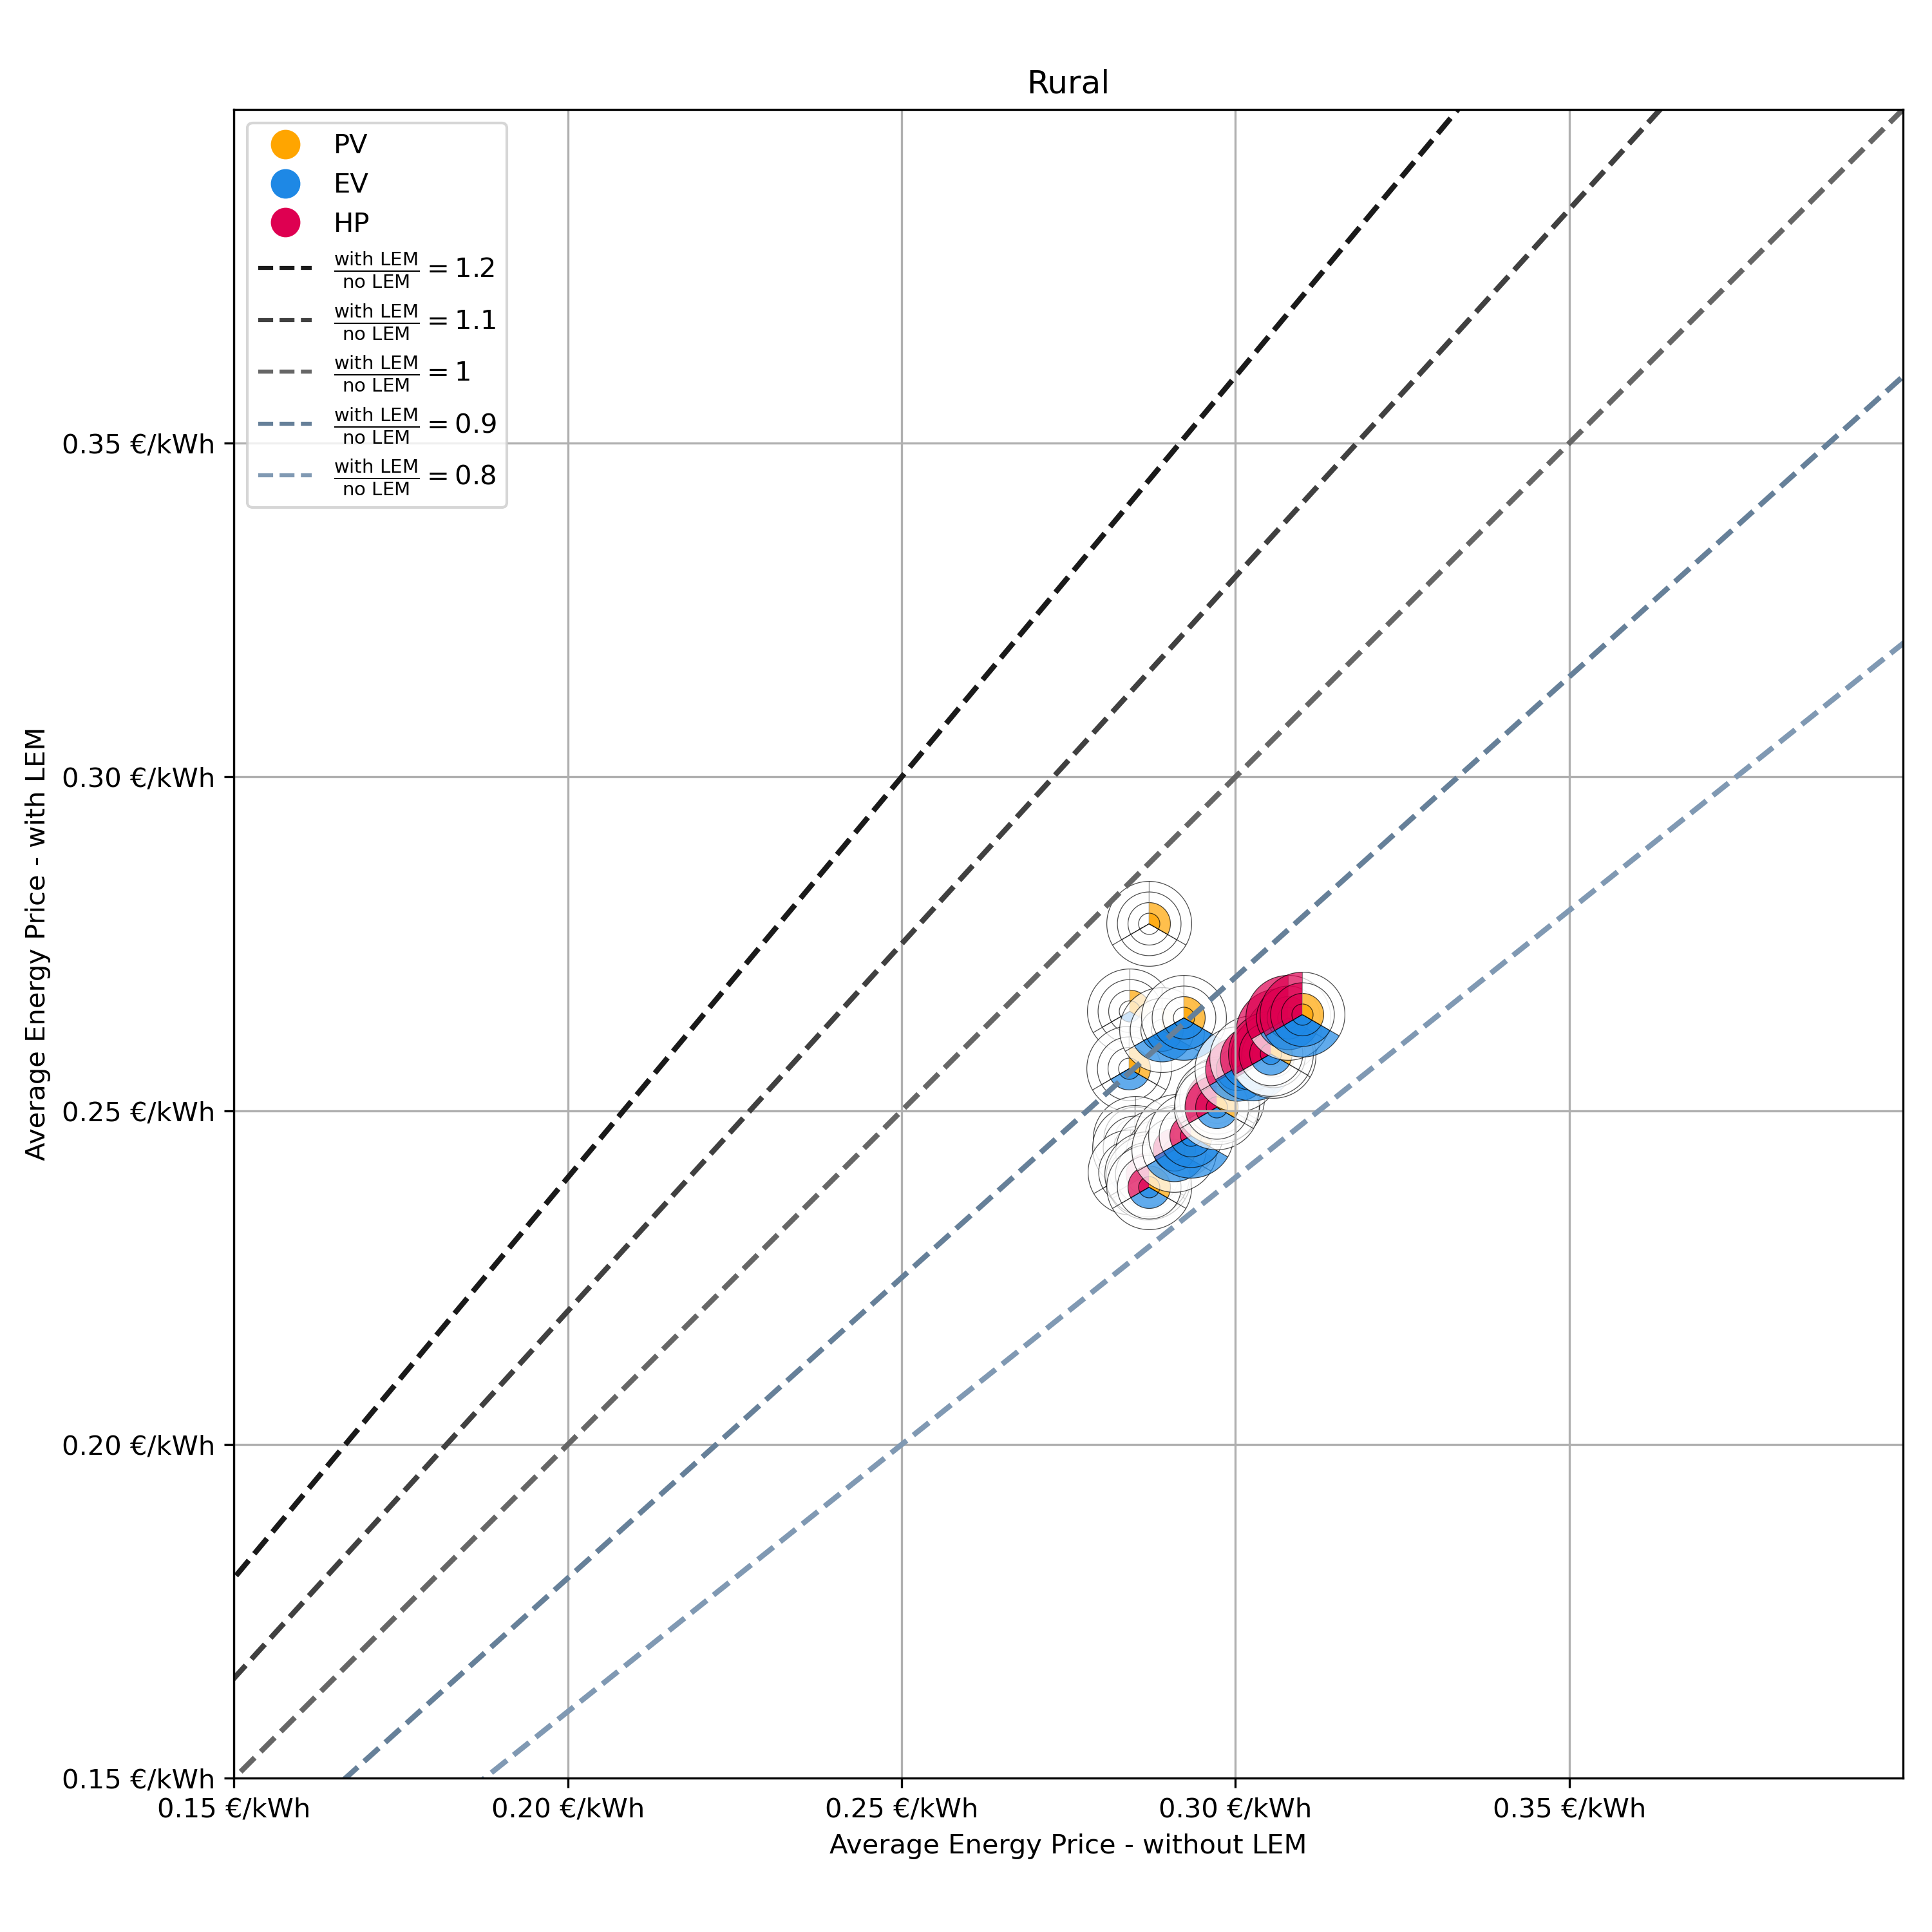 Rural
PV
EV
HP
with LEM
no LEM = 1.2
with LEM
no LEM = 1.1
with LEM
no LEM = 1
with LEM
no LEM = 0.9
with LEM
no LEM = 0.8
Average Energy Price - with LEM
0.35 €/kWh
0.30 €/kWh
0.25 €/kWh
0.20 €/kWh
0.15 €/kWh
0.15 €/kWh 0.20 €/kWh 0.25 €/kWh 0.30 €/kWh 0.35 €/kWh
Average Energy Price - without LEM